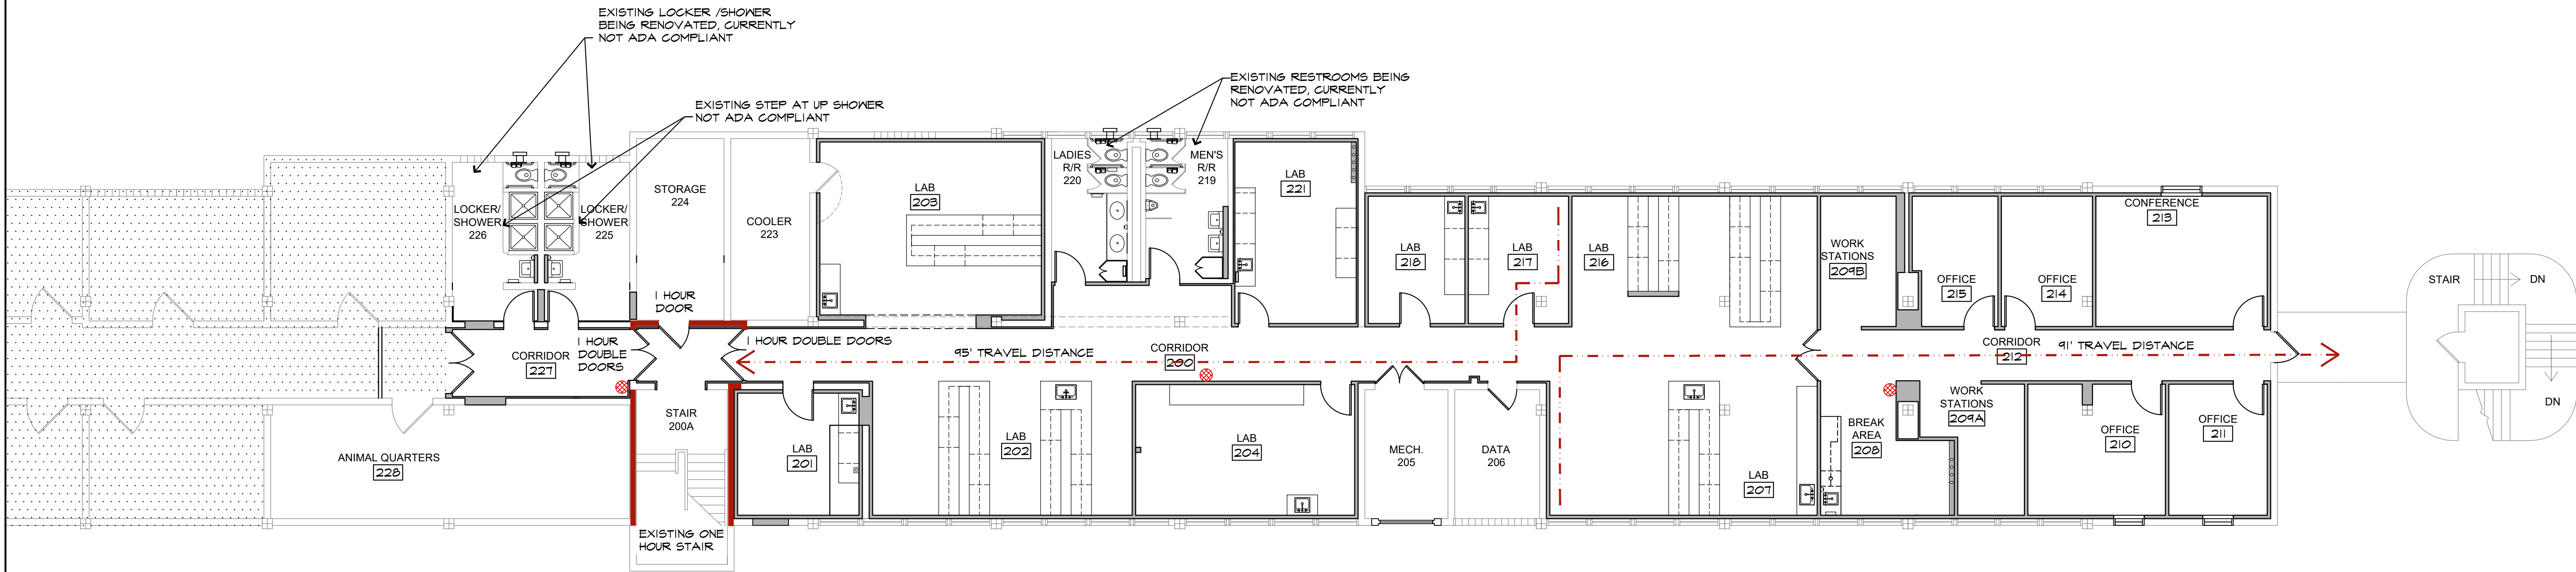 EXISTING LOCKER /SHOWER
BEING RENOVATED, CURRENTLY
NOT ADA COMPLIANT
EXISTING STEP AT UP SHOWER
NOT ADA COMPLIANT
EXISTING RESTROOMS BEING
RENOVATED, CURRENTLY
NOT ADA COMPLIANT
LOCKER/
SHOWER
226
LOCKER/
SHOWER
225
STORAGE
224
COOLER
223
LAB
203
LADIES
R/R
220
MEN'S
R/R
219
LAB
221
LAB
218
LAB
217
LAB
216
WORK
STATIONS
209B
OFFICE
215
OFFICE
214
CONFERENCE
213
STAIR
DN
DN
1 HOUR
DOOR
1 HOUR
DOUBLE
DOORS
1 HOUR DOUBLE DOORS
CORRIDOR
227
95' TRAVEL DISTANCE
CORRIDOR
230
CORRIDOR
212
91' TRAVEL DISTANCE
ANIMAL QUARTERS
228
STAIR
200A
EXISTING ONE
HOUR STAIR
LAB
201
LAB
202
LAB
204
MECH.
205
DATA
206
LAB
207
BREAK
AREA
208
WORK
STATIONS
209A
OFFICE
210
OFFICE
211